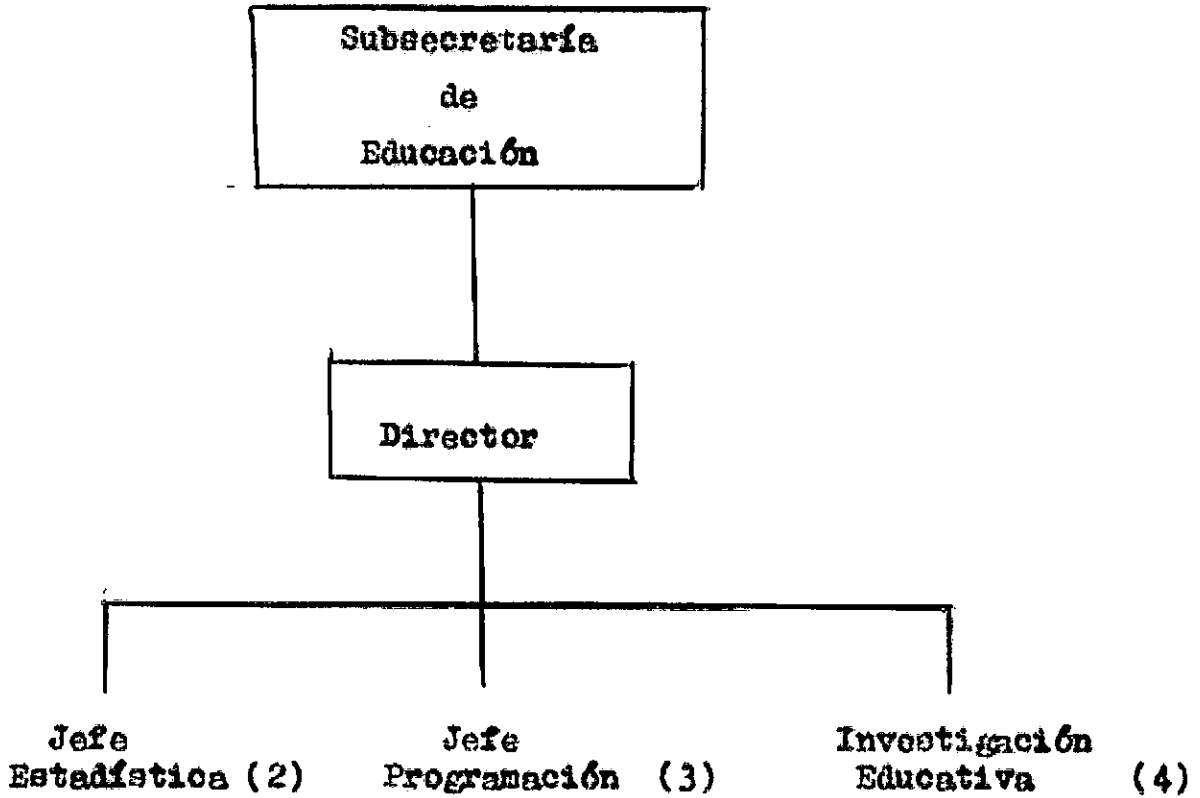 Subsecretaría
de
Educación
Director
Jefe
Estadística (2)
Jefe
Programación (3)
Investigación
Educativa (4)